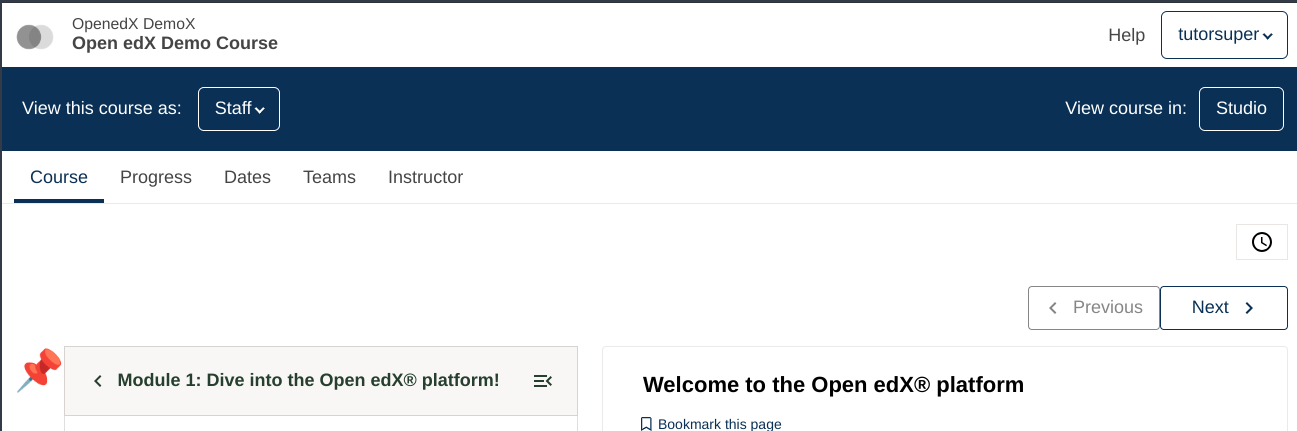 OpenedX DemoX
Open edX Demo Course
Help
tutorsuper
View this course as:
Staff
View course in:
Studio
Course
Progress
Dates
Teams
Instructor
Previous
Next
Module 1: Dive into the Open edX® platform!
Welcome to the Open edX® platform
Bookmark this page